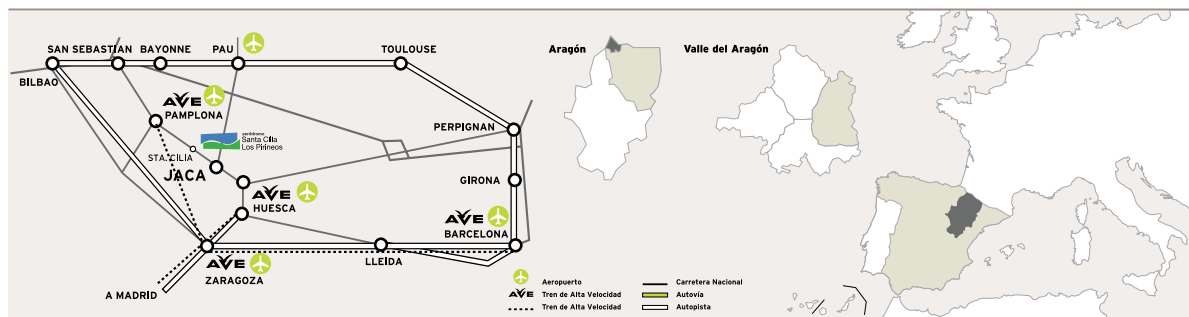 SAN SEBASTIAN
BAYONNE
PAU
TOULOUSE
BILBAO
AVE
PAMPLONA
aeródromo
Santa Cilia
Los Pirineos
STA. CILIA
JACA
PERPIGNAN
GIRONA
AVE
HUESCA
AVE
BARCELONA
LLEÍDA
AVE
ZARAGOZA
A MADRÍD
Aragón
Valle del Aragón
Aeropuerto
AVE Tren de Alta Velocidad
Tren de Alta Velocidad
Carretera Nacional
Autovía
Autopista